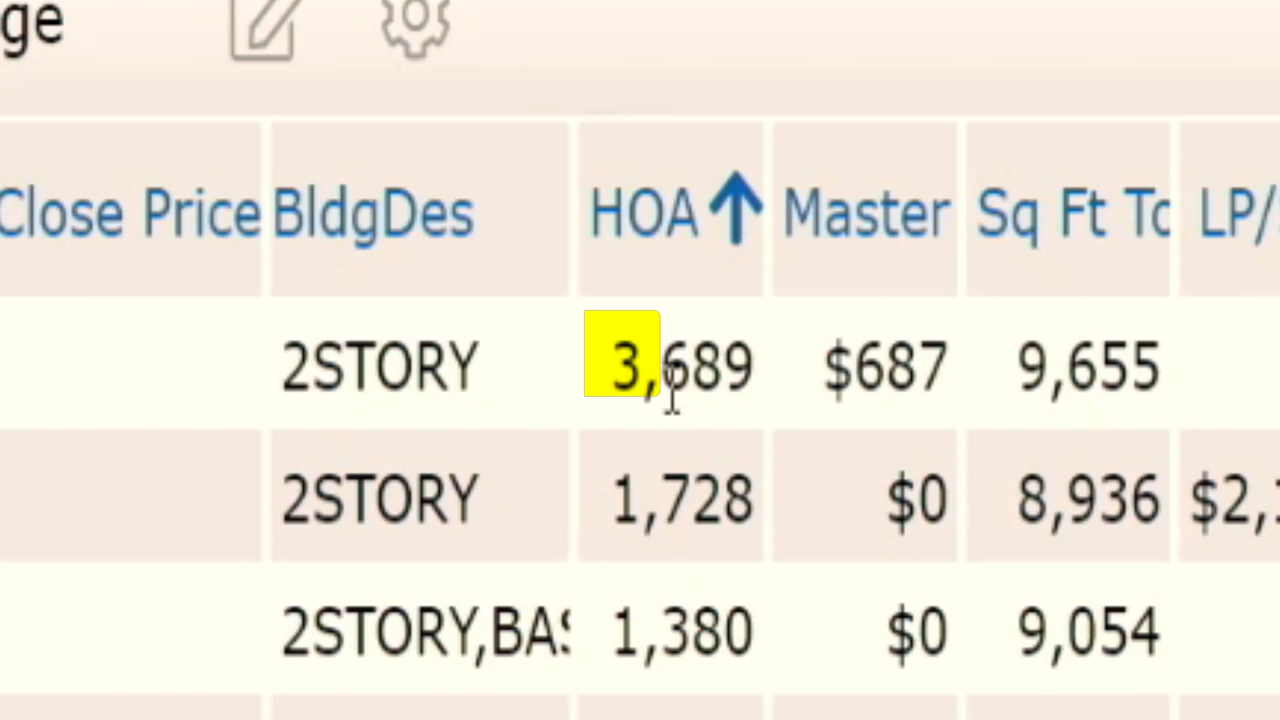 ge
Close Price BldgDes HOA Master Sq Ft To LP/
2STORY 3,689 $687 9,655
2STORY 1,728 $0 8,936 $2,
2STORY,BAS 1,380 $0 9,054